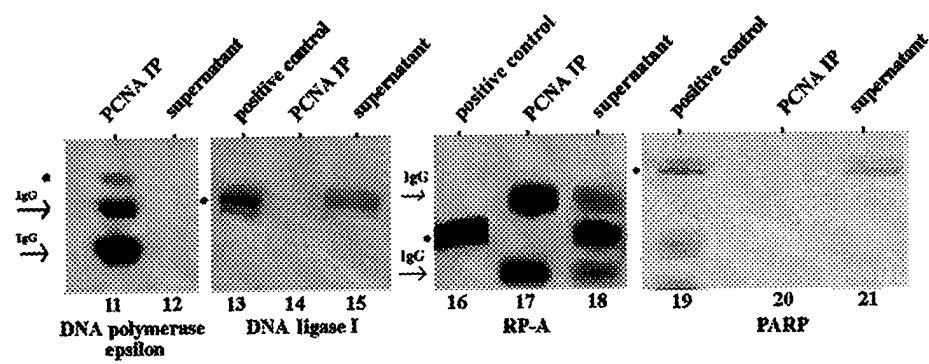 PCNA IP
supernatant
positive control
PCNA IP
supernatant
positive control
PCNA IP
supernatant
positive control
PCNA IP
supernatant
*
IgG
IgG
*
IgG
*
IgG
*
11 12 13 14 15 16 17 18 19 20 21
DNA polymerase epsilon
DNA ligase I
RP-A
PARP